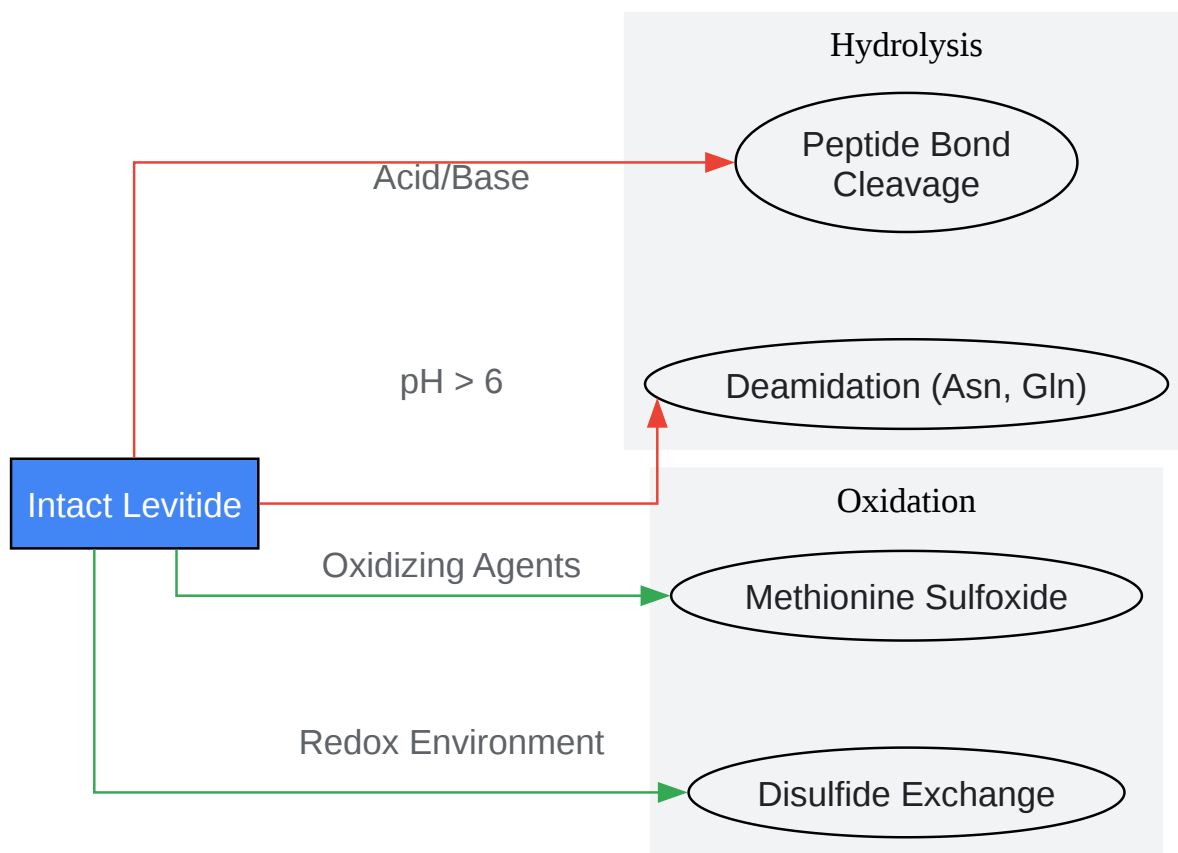 Hydrolysis
Peptide Bond
Cleavage
Acid/Base
pH > 6
Deamidation (Asn, Gln)
Intact Levitide
Oxidation
Oxidizing Agents
Methionine Sulfoxide
Redox Environment
Disulfide Exchange